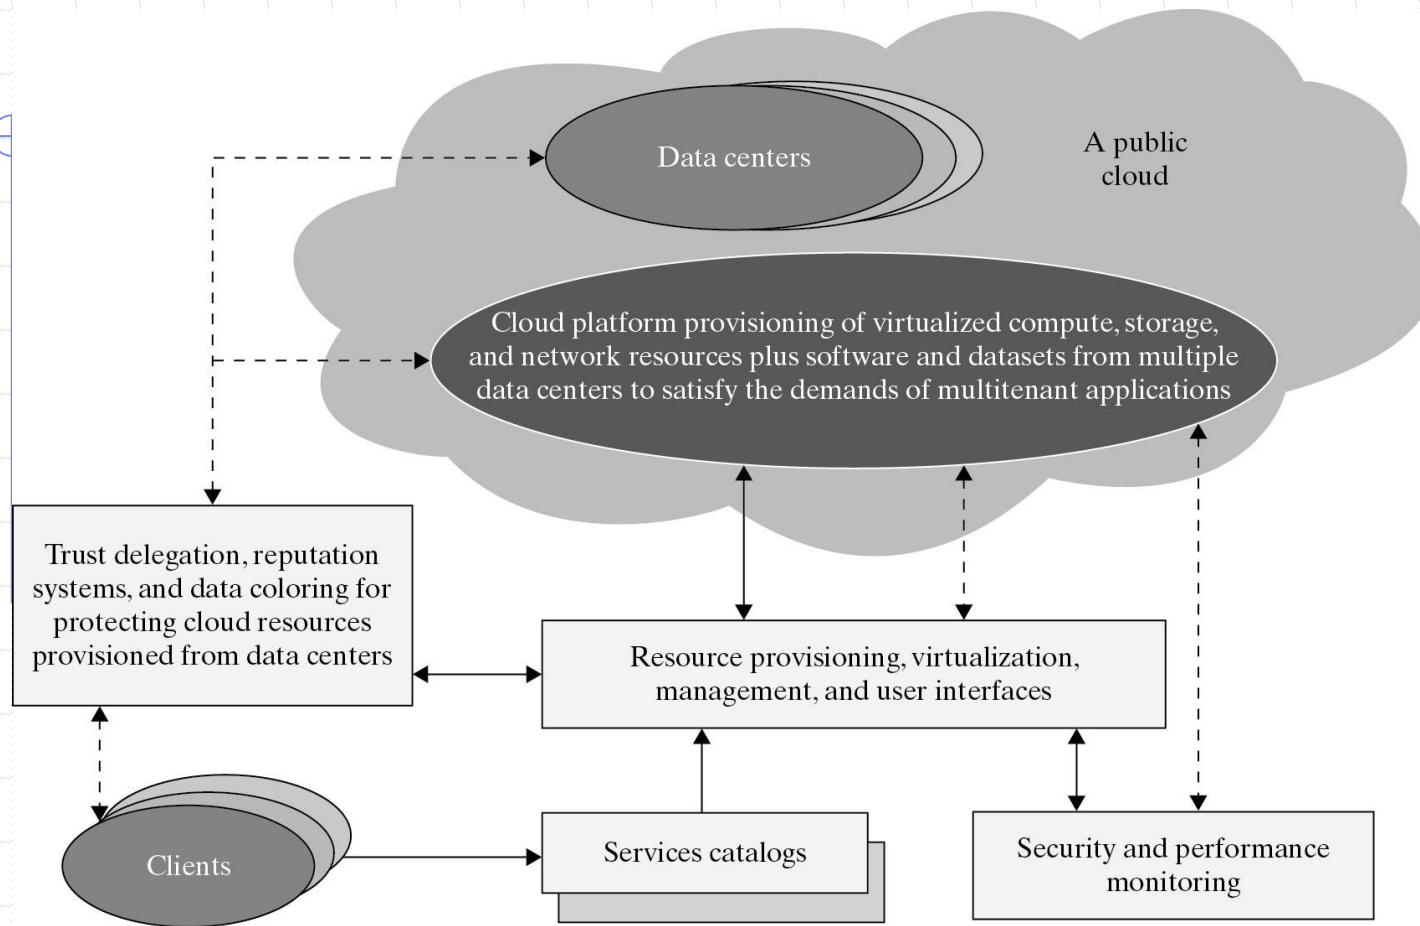 Data centers
A public
cloud
Cloud platform provisioning of virtualized compute, storage,
and network resources plus software and datasets from multiple
data centers to satisfy the demands of multitenant applications
Trust delegation, reputation
systems, and data coloring for
protecting cloud resources
provisioned from data centers
Resource provisioning, virtualization,
management, and user interfaces
Clients
Services catalogs
Security and performance
monitoring